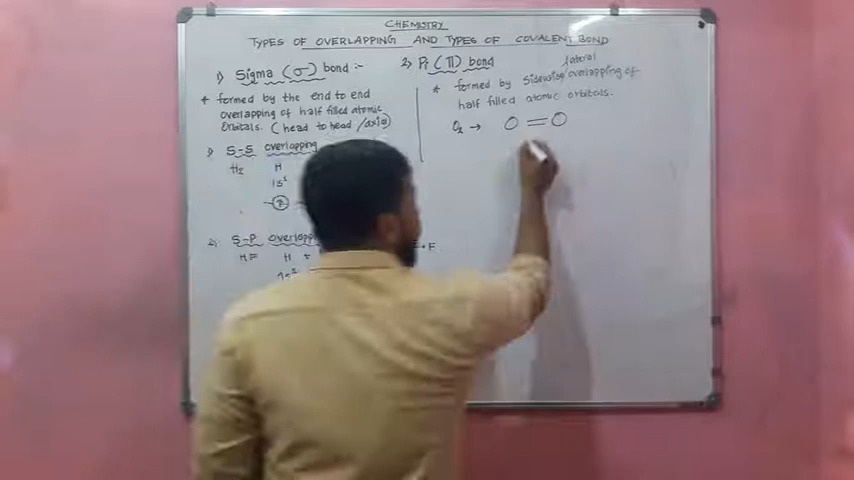 CHEMISTRY
TYPES OF OVERLAPPING AND TYPES OF COVALENT BOND
1) Sigma (σ) bond :-
* formed by the end to end
overlapping of half filled atomic
Orbitals. (head to head / axial)
1) S-S overlapping
H2 H
1s¹
2) S-P overlapping
HF H +
→ F
2) Pi (π) bond
lateral
* formed by sidewise/overlapping of
half filled atomic orbitals.
O2 → O = O